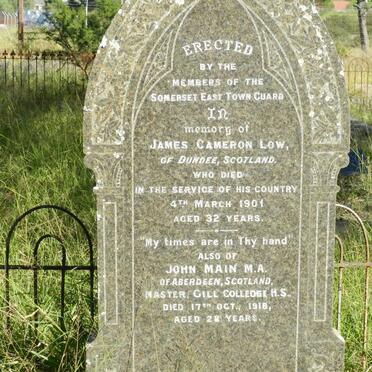 ERECTED
BY THE
MEMBERS OF THE
SOMERSET EAST TOWN GUARD
IN
memory of
JAMES CAMERON LOW,
OF DUNDEE, SCOTLAND.
WHO DIED
IN THE SERVICE OF HIS COUNTRY
4TH MARCH 1901
AGED 32 YEARS.
"My times are in Thy hand"
ALSO OF
JOHN MAIN M.A.
OF ABERDEEN, SCOTLAND,
MASTER, GILL COLLEDGE H.S.
DIED 17TH OCT., 1918,
AGED 28 YEARS.